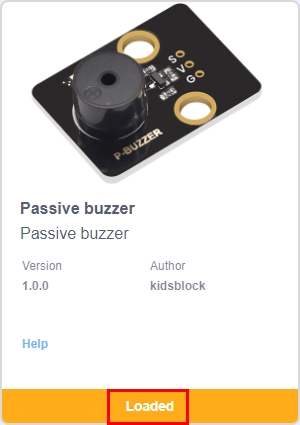 S
V
G
P-BUZZER
Passive buzzer
Passive buzzer
Version Author
1.0.0 kidsblock
Help
Loaded